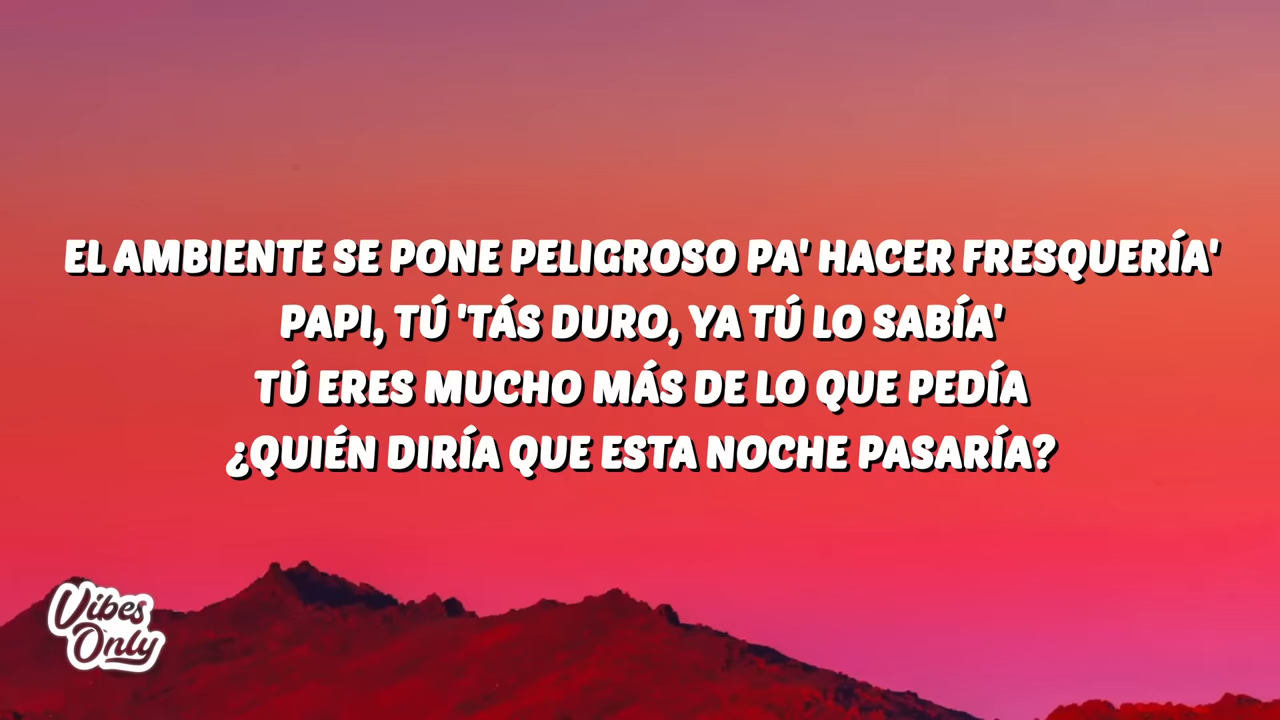 EL AMBIENTE SE PONE PELIGROSO PA' HACER FRESQUERÍA'
PAPI, TÚ 'TÁS DURO, YA TÚ LO SABÍA'
TÚ ERES MUCHO MÁS DE LO QUE PEDÍA
¿QUIÉN DIRÍA QUE ESTA NOCHE PASARÍA?
Vibes
Only